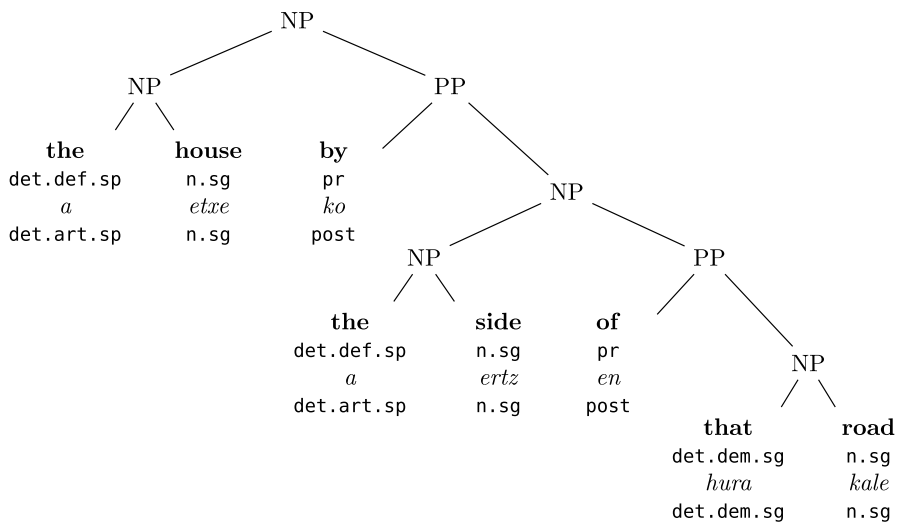 NP
NP PP
the house by
det.def.sp n.sg pr
a etxe ko
det.art.sp n.sg post
NP
NP PP
the side of
det.def.sp n.sg pr
a ertz en
det.art.sp n.sg post
NP
that road
det.dem.sg n.sg
hura kale
det.dem.sg n.sg